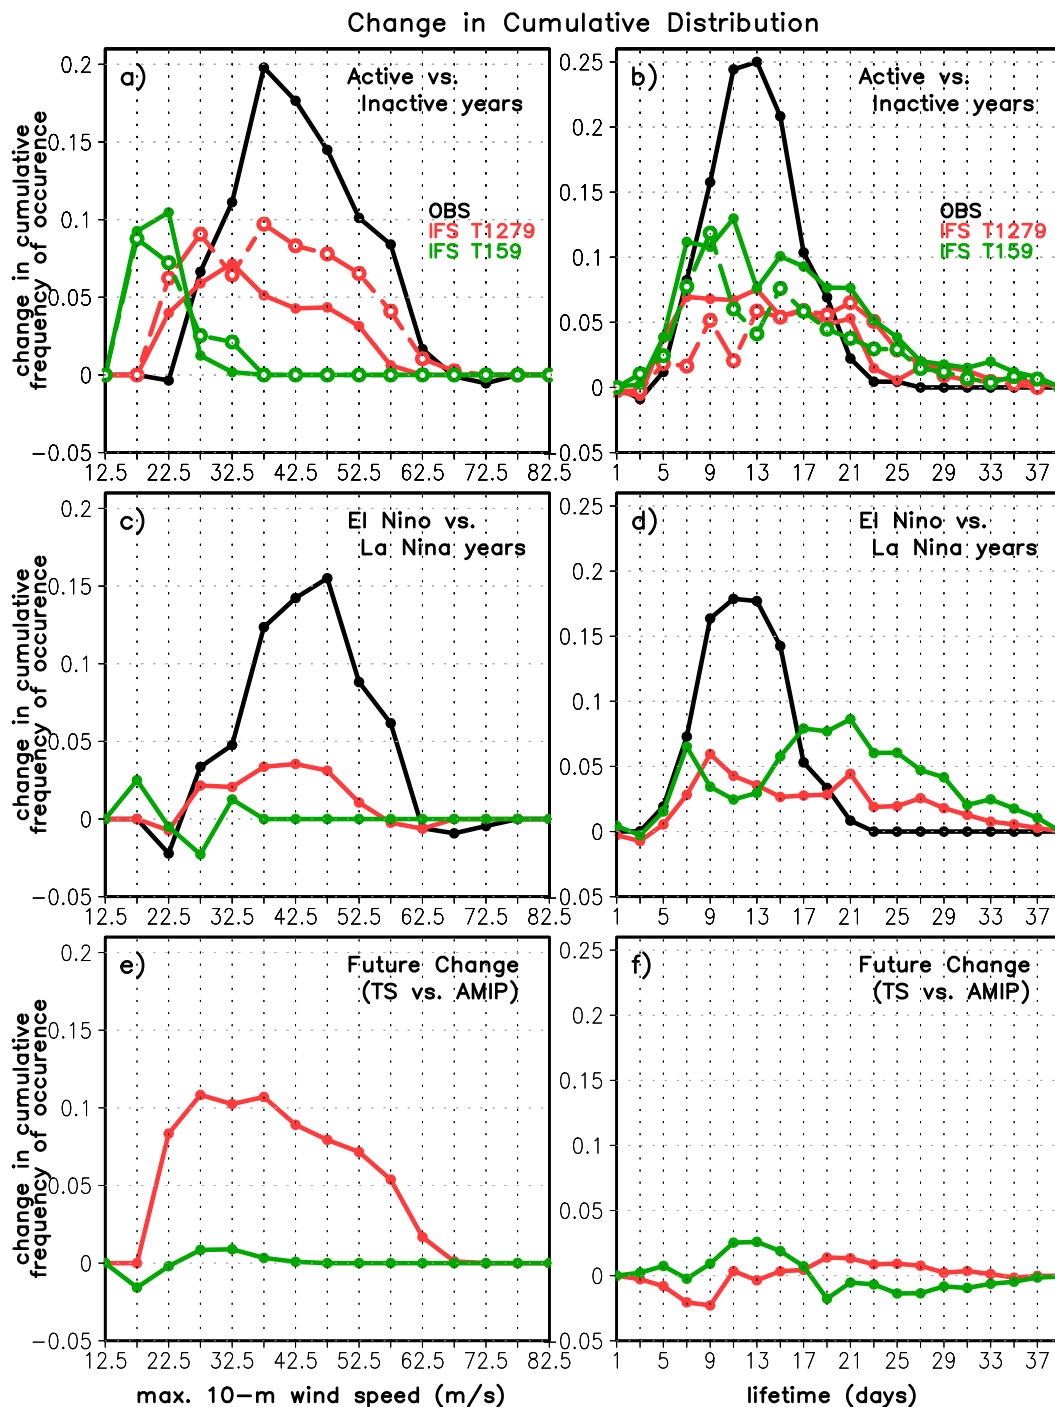 Change in Cumulative Distribution
a)
Active vs.
Inactive years
OBS
IFS T1279
IFS T159
change in cumulative
frequency of occurence
0.2
0.15
0.1
0.05
0
−0.05
12.5 22.5 32.5 42.5 52.5 62.5 72.5 82.5
b)
Active vs.
Inactive years
OBS
IFS T1279
IFS T159
0.25
0.2
0.15
0.1
0.05
0
−0.05
1 5 9 13 17 21 25 29 33 37
c)
El Nino vs.
La Nina years
change in cumulative
frequency of occurence
0.2
0.15
0.1
0.05
0
−0.05
12.5 22.5 32.5 42.5 52.5 62.5 72.5 82.5
d)
El Nino vs.
La Nina years
0.25
0.2
0.15
0.1
0.05
0
−0.05
1 5 9 13 17 21 25 29 33 37
e)
Future Change
(TS vs. AMIP)
change in cumulative
frequency of occurence
0.2
0.15
0.1
0.05
0
−0.05
12.5 22.5 32.5 42.5 52.5 62.5 72.5 82.5
max. 10−m wind speed (m/s)
f)
Future Change
(TS vs. AMIP)
0.25
0.2
0.15
0.1
0.05
0
−0.05
1 5 9 13 17 21 25 29 33 37
lifetime (days)